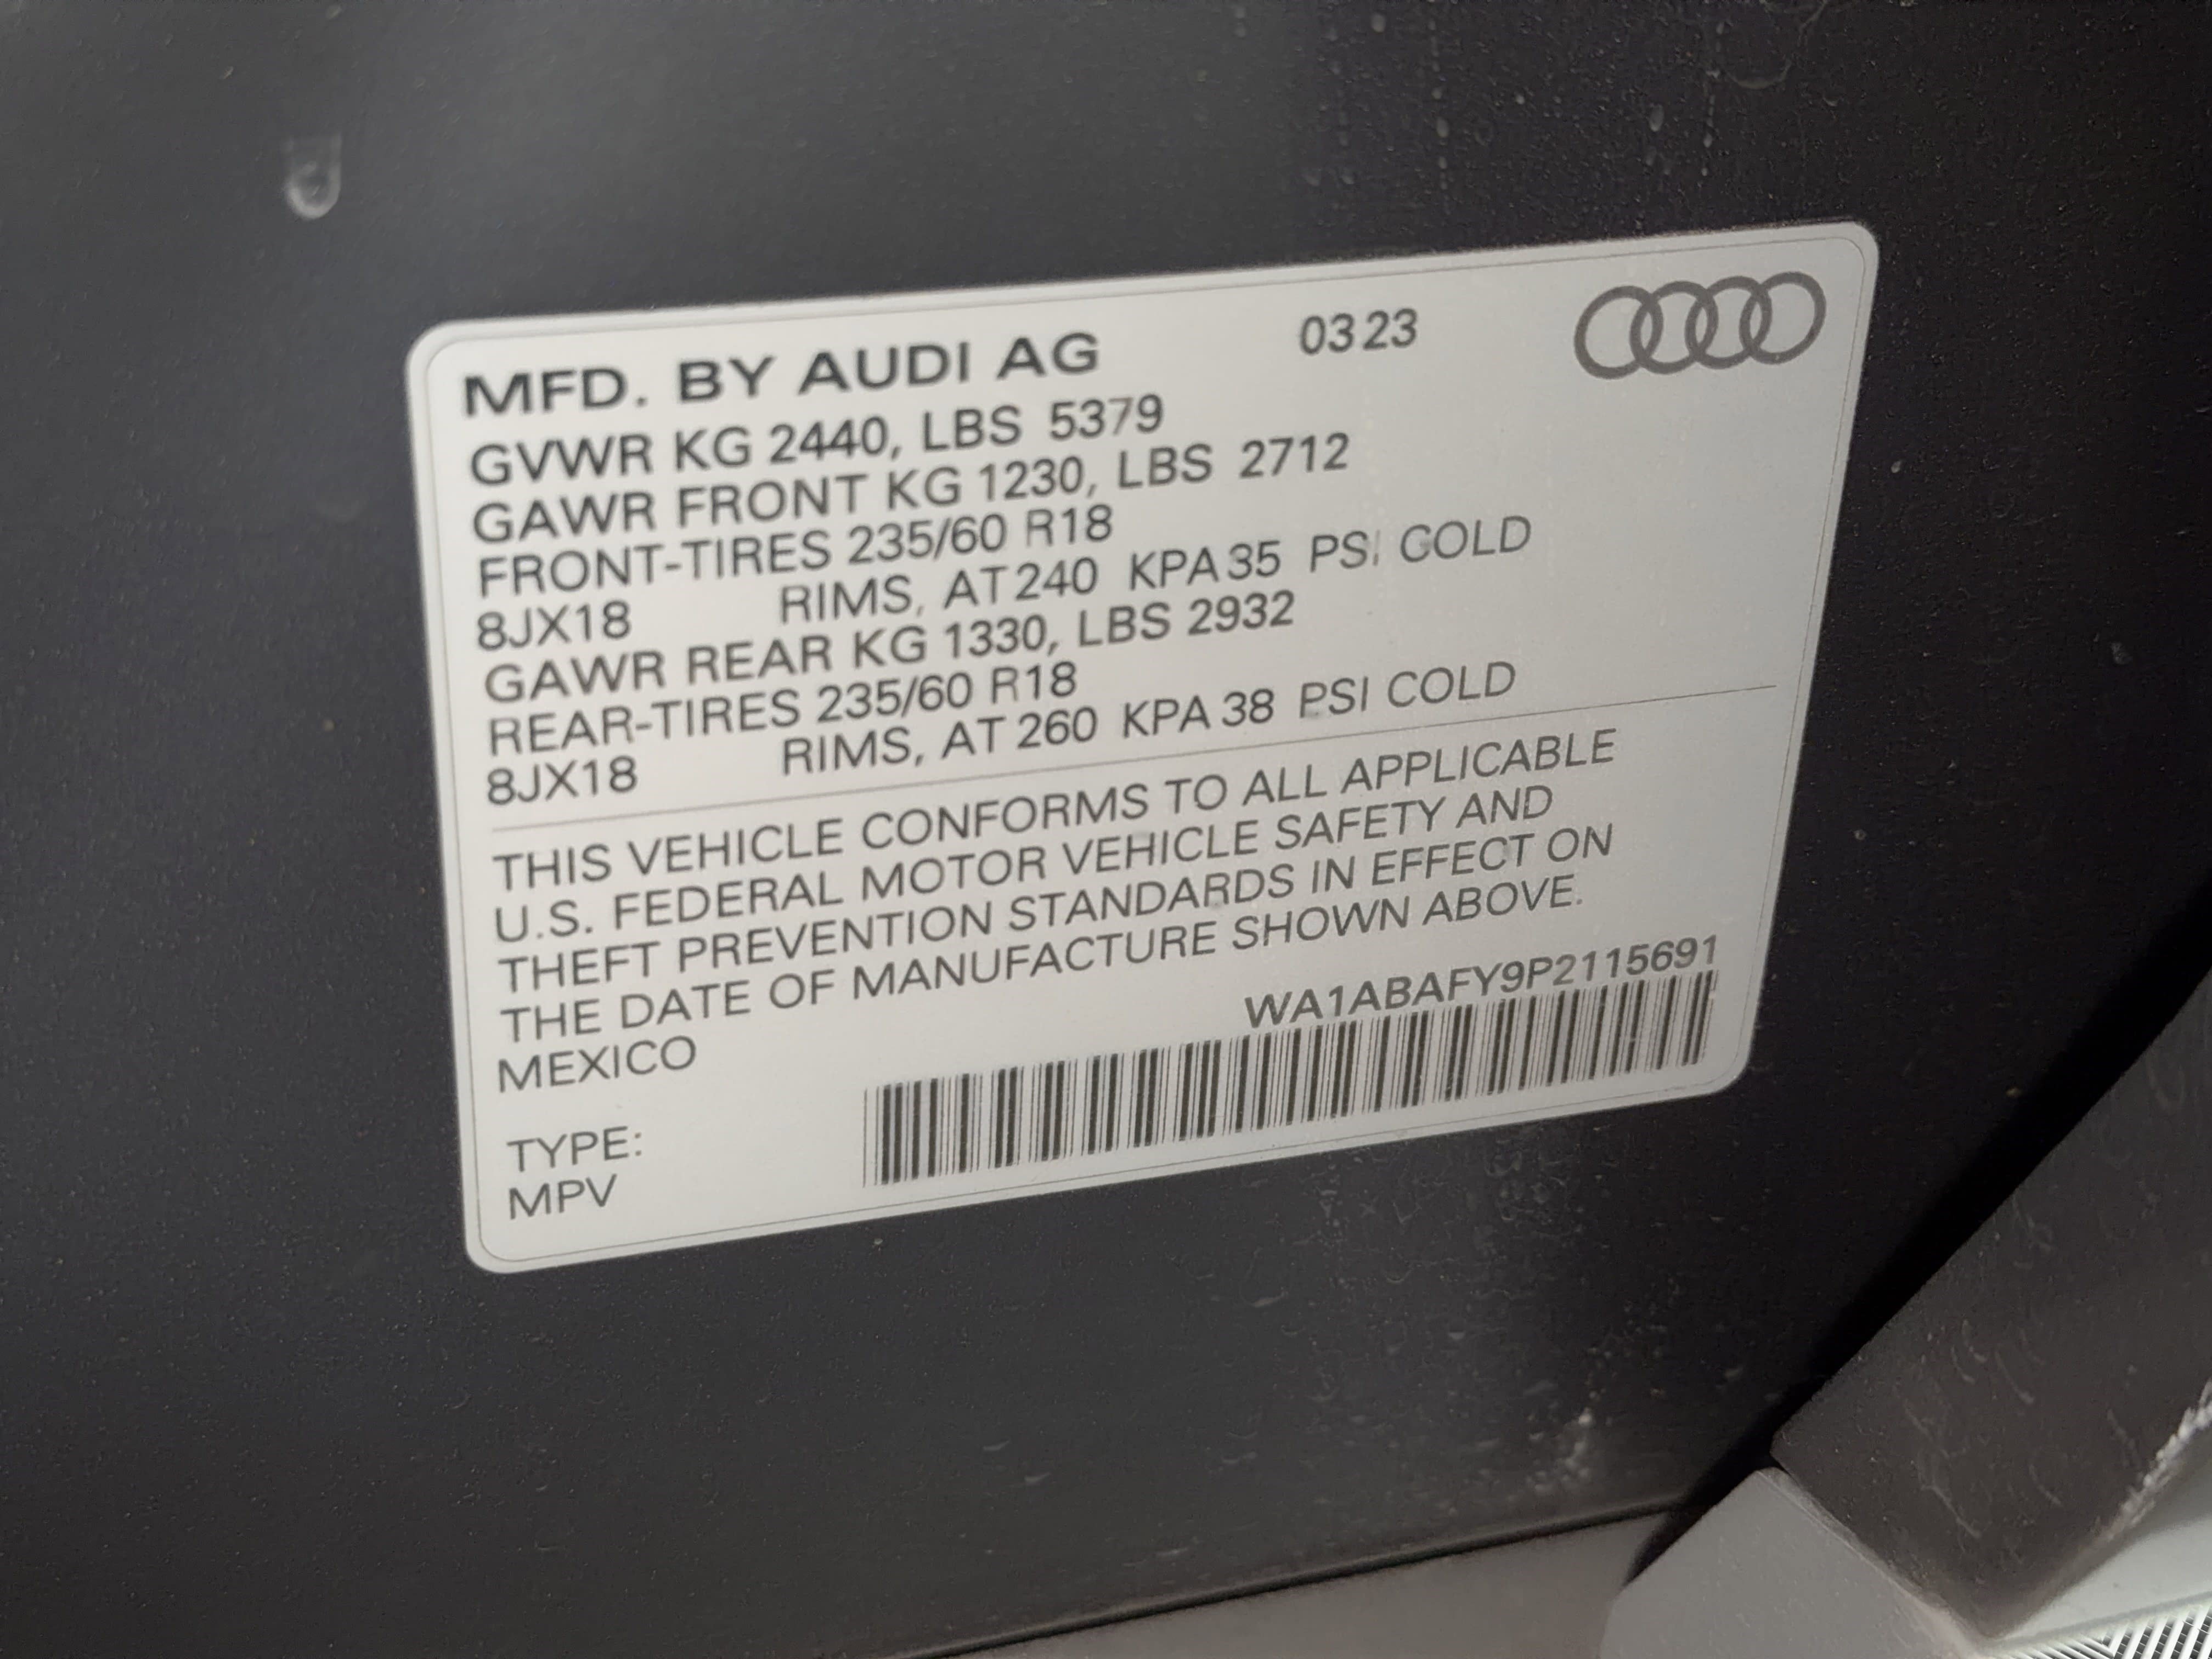 MFD. BY AUDI AG 0323
GVWR KG 2440, LBS 5379
GAWR FRONT KG 1230, LBS 2712
FRONT-TIRES 235/60 R18
8JX18 RIMS, AT 240 KPA 35 PSI COLD
GAWR REAR KG 1330, LBS 2932
REAR-TIRES 235/60 R18
8JX18 RIMS, AT 260 KPA 38 PSI COLD
THIS VEHICLE CONFORMS TO ALL APPLICABLE
U.S. FEDERAL MOTOR VEHICLE SAFETY AND
THEFT PREVENTION STANDARDS IN EFFECT ON
THE DATE OF MANUFACTURE SHOWN ABOVE.
MEXICO
WA1ABAFY9P2115691
TYPE:
MPV